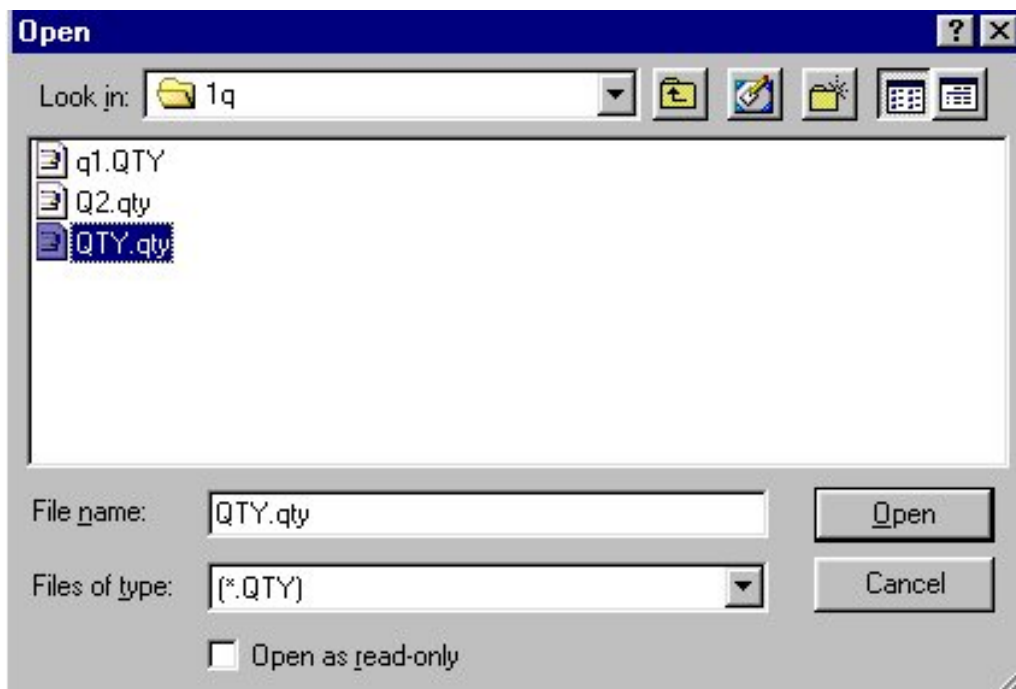 Open
Look in: 1q
q1.QTY
Q2.qty
QTY.qty
File name: QTY.qty Open
Files of type: (*.QTY) Cancel
Open as read-only